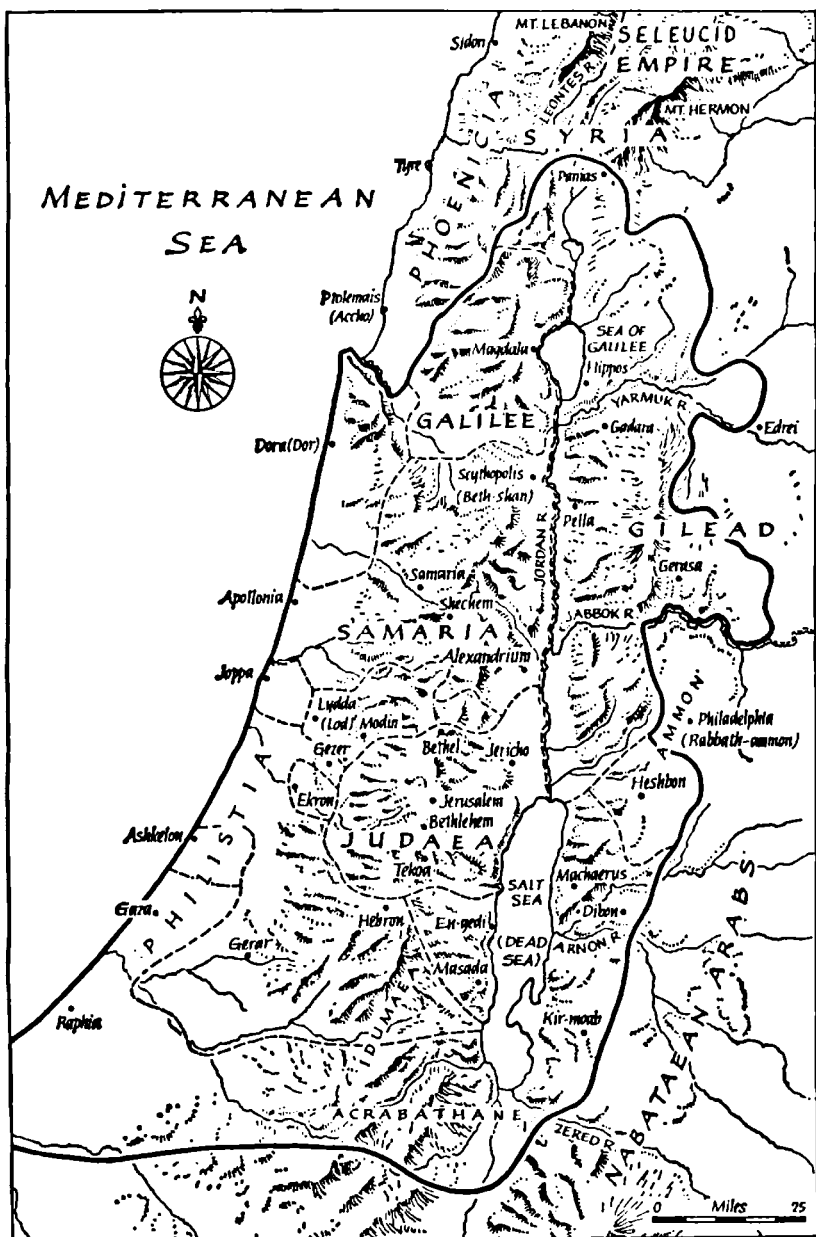 MT. LEBANON
Sidon
SELEUCID
EMPIRE
LEONTES R.
MT. HERMON
SYRIA
Tyre
PHOENICIA
Panias
MEDITERRANEAN
SEA
N
Ptolemais
(Accho)
Magdala
SEA OF
GALILEE
Hippos
YARMUK R.
GALILEE
Gadara
Edrei
Dora (Dor)
Scythopolis
(Beth-shan)
Pella
GILEAD
JORDAN R.
Samaria
Gerasa
Apollonia
Shechem
JABBOK R.
SAMARIA
Alexandrium
Joppa
Lydda
(Lod)
Modin
AMMON
Philadelphia
(Rabbath-ammon)
Gezer
Bethel
Jericho
Ekron
Jerusalem
Heshbon
Bethlehem
Ashkelon
JUDAEA
PHILISTIA
Tekoa
SALT
SEA
Machaerus
Gaza
Hebron
En-gedi
Dibon
Gerar
(DEAD
SEA)
ARNON R.
Masada
Raphia
IDUMAEA
Kir-moab
NABATAEAN ARABS
ACRABATHANE
ZERED R.
0 Miles 25